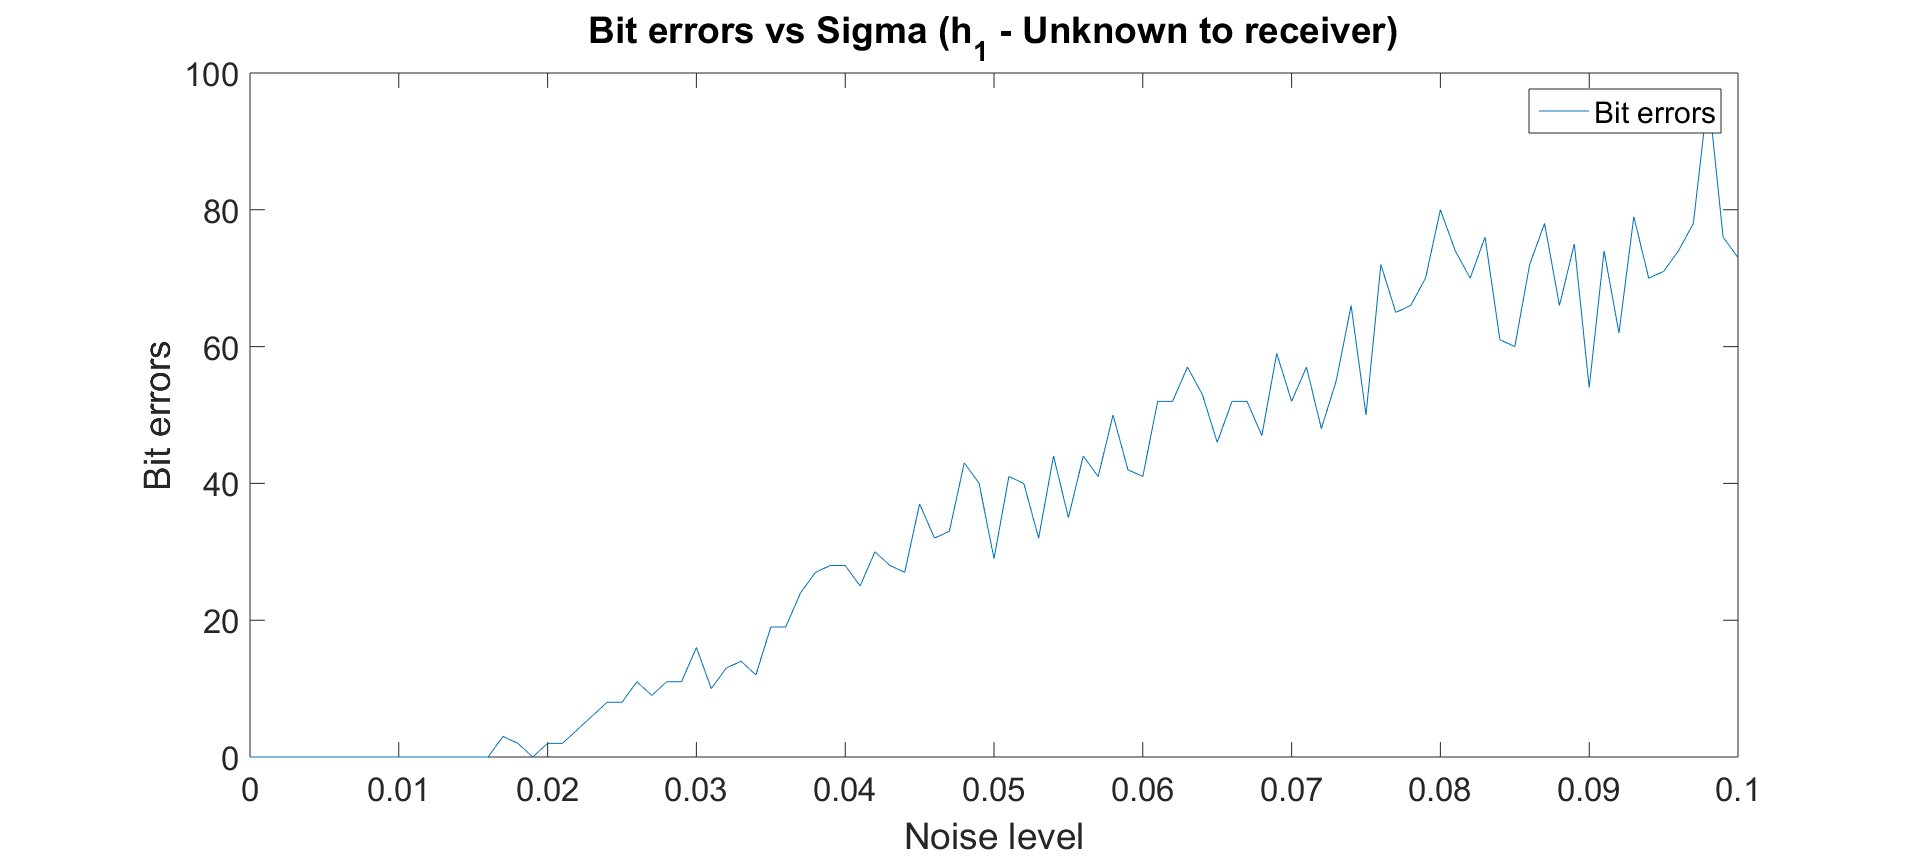 Bit errors vs Sigma (h1 - Unknown to receiver)
100
80
60
40
20
0
Bit errors
Bit errors
0 0.01 0.02 0.03 0.04 0.05 0.06 0.07 0.08 0.09 0.1
Noise level